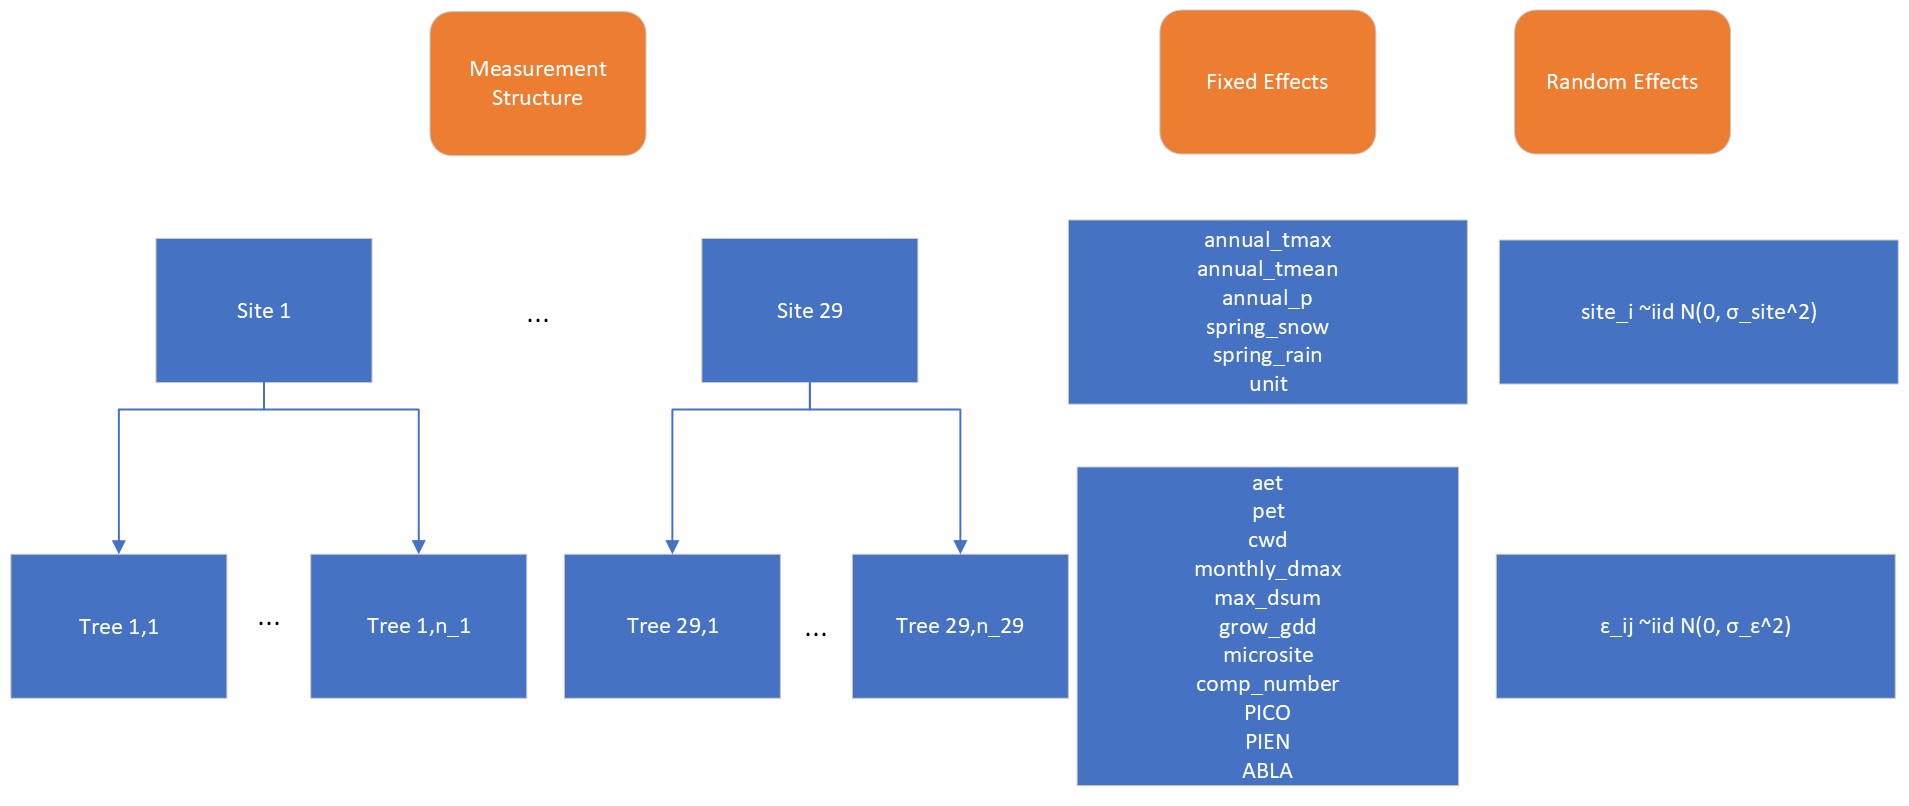 Measurement
Structure
Fixed Effects
Random Effects
Site 1
...
Site 29
annual_tmax
annual_tmean
annual_p
spring_snow
spring_rain
unit
site_i ~iid N(0, σ_site^2)
Tree 1,1
...
Tree 1,n_1
Tree 29,1
...
Tree 29,n_29
aet
pet
cwd
monthly_dmax
max_dsum
grow_gdd
microsite
comp_number
PICO
PIEN
ABLA
ε_ij ~iid N(0, σ_ε^2)